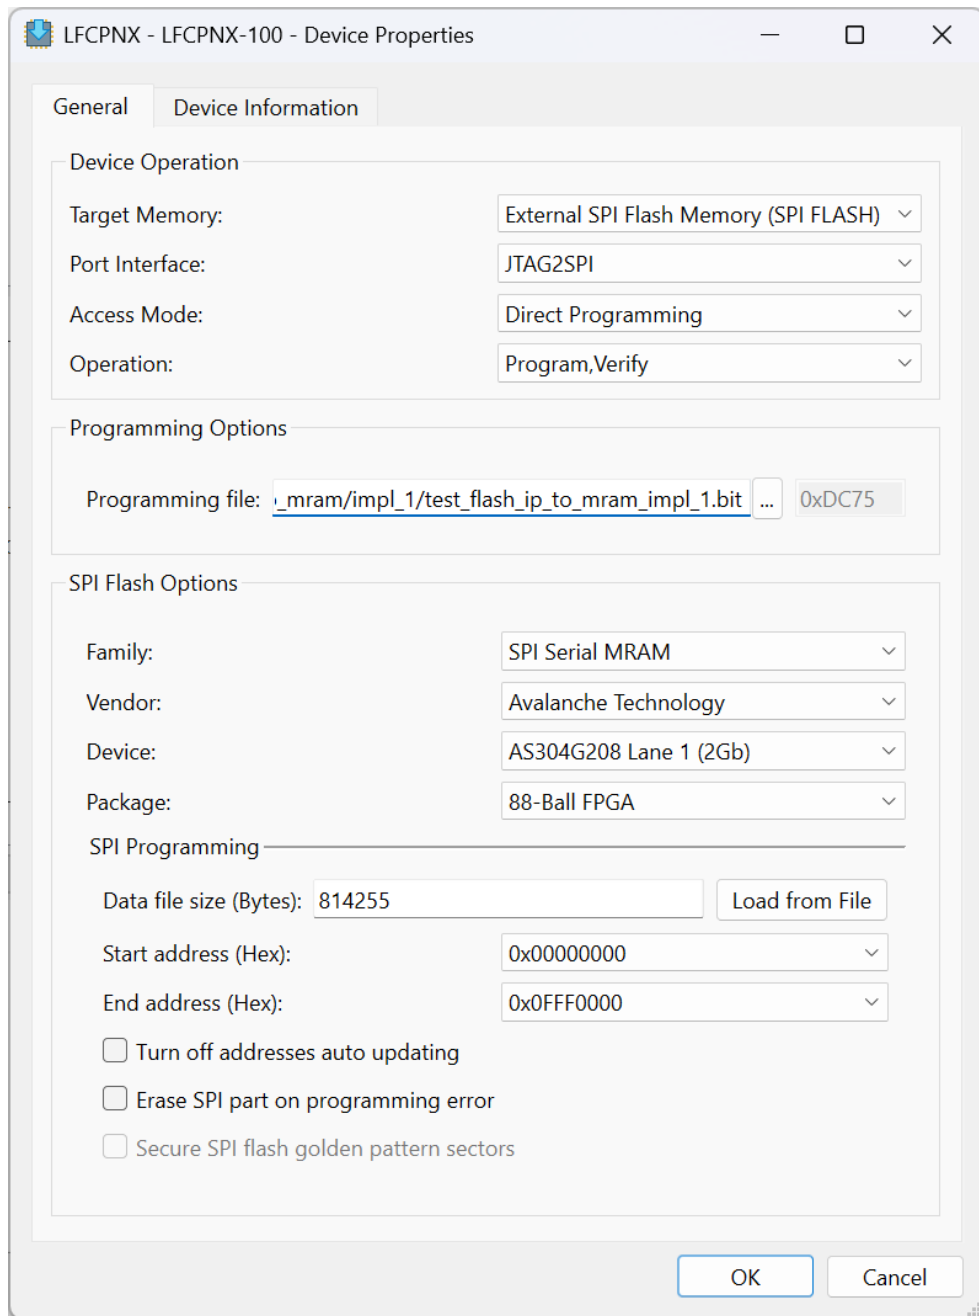 LFCPNX - LFCPNX-100 - Device Properties
General Device Information
Device Operation
Target Memory: External SPI Flash Memory (SPI FLASH)
Port Interface: JTAG2SPI
Access Mode: Direct Programming
Operation: Program,Verify
Programming Options
Programming file: _mram/impl_1/test_flash_ip_to_mram_impl_1.bit ... 0xDC75
SPI Flash Options
Family: SPI Serial MRAM
Vendor: Avalanche Technology
Device: AS304G208 Lane 1 (2Gb)
Package: 88-Ball FPGA
SPI Programming
Data file size (Bytes): 814255 Load from File
Start address (Hex): 0x00000000
End address (Hex): 0x0FFF0000
Turn off addresses auto updating
Erase SPI part on programming error
Secure SPI flash golden pattern sectors
OK Cancel